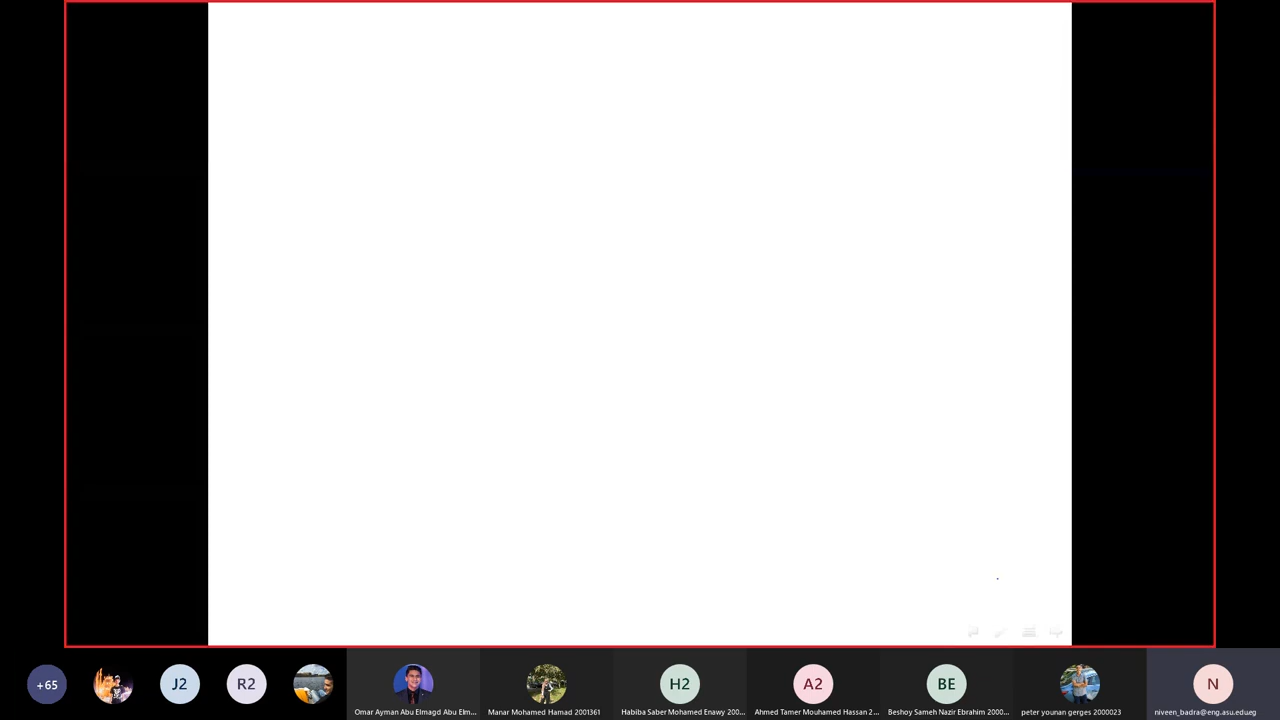 +65
J2
R2
H2
A2
BE
N
Omar Ayman Abu Elmagd Abu Elm...
Manar Mohamed Hamad 2001361
Habiba Saber Mohamed Enawy 200...
Ahmed Tamer Mouhamed Hassan 2...
Beshoy Sameh Nazir Ebrahim 2000...
peter younan gerges 2000023
niveen_badra@eng.asu.edu.eg